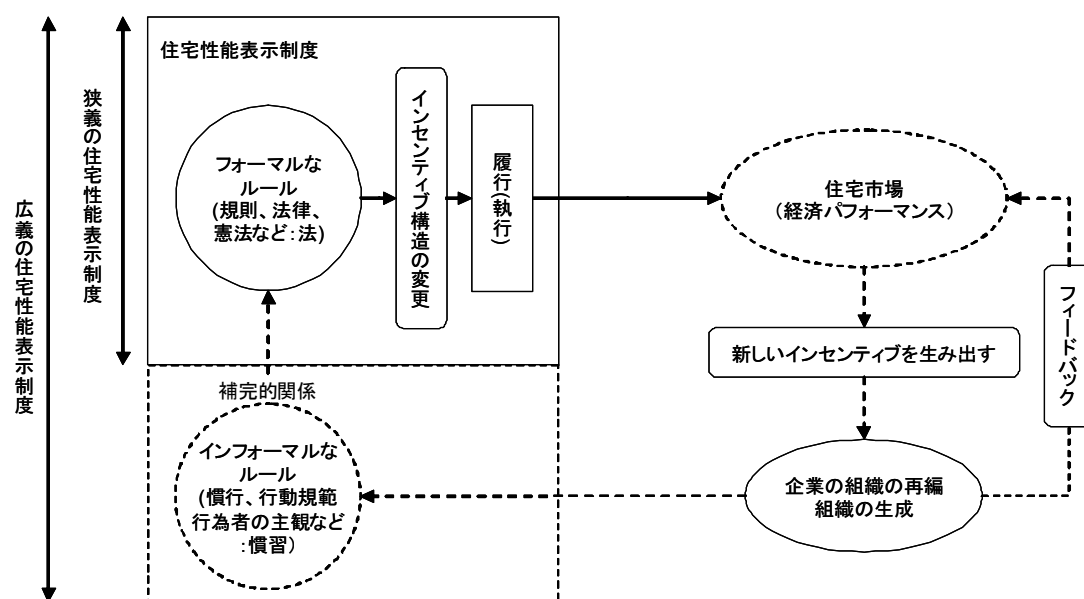 広義の住宅性能表示制度
狭義の住宅性能表示制度
住宅性能表示制度
フォーマルな
ルール
(規則、法律、
憲法など:法)
インセンティブ構造の変更
履行(執行)
住宅市場
(経済パフォーマンス)
新しいインセンティブを生み出す
フィードバック
企業の組織の再編
組織の生成
補完的関係
インフォーマルな
ルール
(慣行、行動規範
行為者の主観など
:慣習)